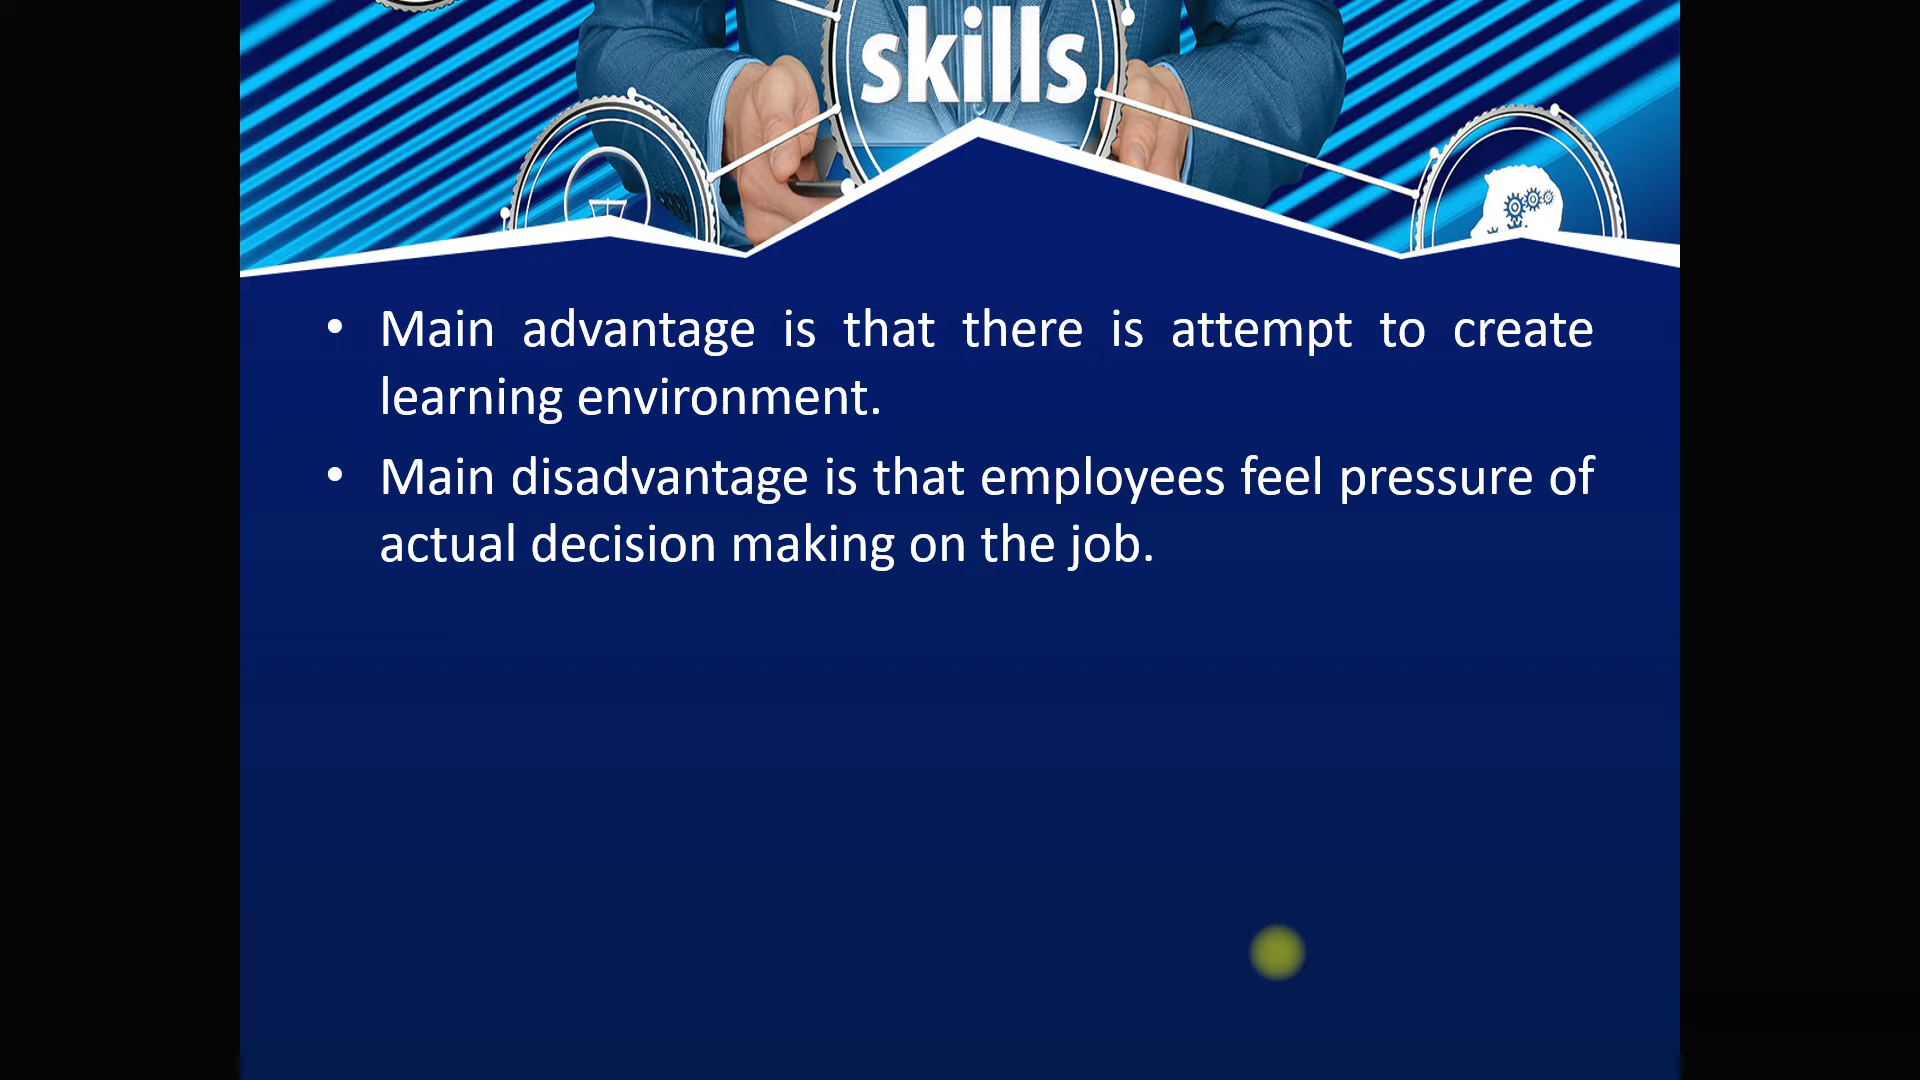 skills
• Main advantage is that there is attempt to create
learning environment.
• Main disadvantage is that employees feel pressure of
actual decision making on the job.